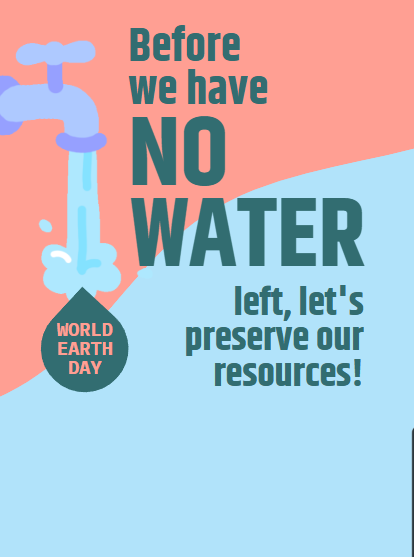 Before
we have
NO
WATER
left, let's
preserve our
resources!
WORLD
EARTH
DAY